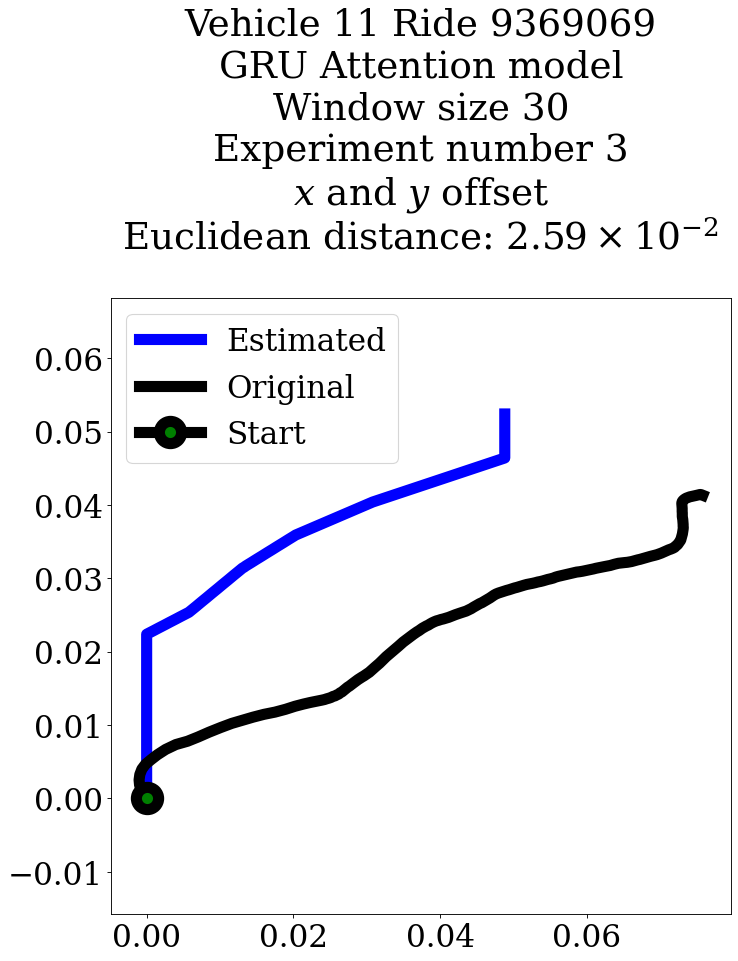 Vehicle 11 Ride 9369069
GRU Attention model
Window size 30
Experiment number 3
x and y offset
Euclidean distance: 2.59 × 10⁻²
Estimated
Original
Start
0.06
0.05
0.04
0.03
0.02
0.01
0.00
−0.01
0.00 0.02 0.04 0.06